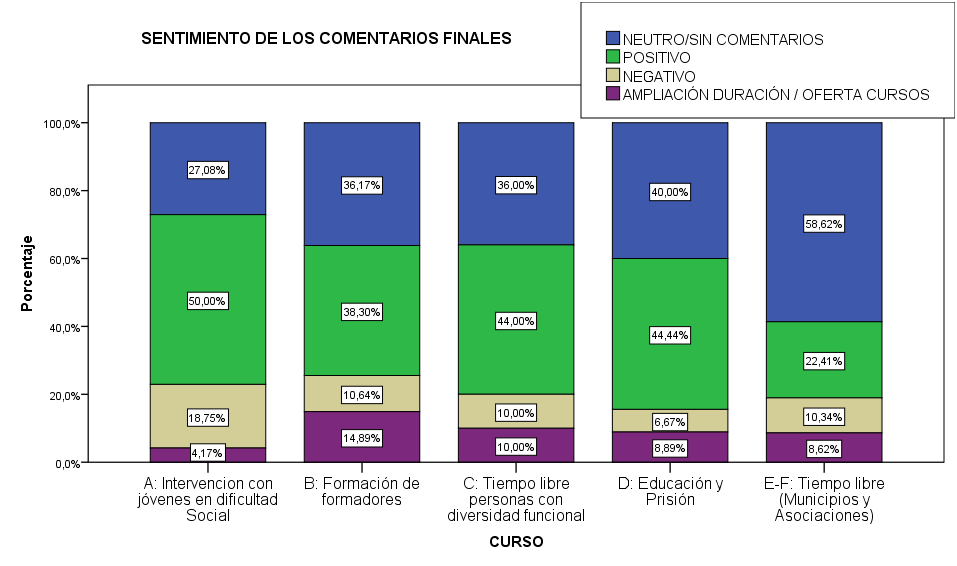 SENTIMIENTO DE LOS COMENTARIOS FINALES
NEUTRO/SIN COMENTARIOS
POSITIVO
NEGATIVO
AMPLIACIÓN DURACIÓN / OFERTA CURSOS
Porcentaje
100,0%
80,0%
60,0%
40,0%
20,0%
0,0%
27,08%
50,00%
18,75%
4,17%
36,17%
38,30%
10,64%
14,89%
36,00%
44,00%
10,00%
10,00%
40,00%
44,44%
6,67%
8,89%
58,62%
22,41%
10,34%
8,62%
A: Intervencion con
jóvenes en dificultad
Social
B: Formación de
formadores
C: Tiempo libre
personas con
diversidad funcional
D: Educación y
Prisión
E-F: Tiempo libre
(Municipios y
Asociaciones)
CURSO